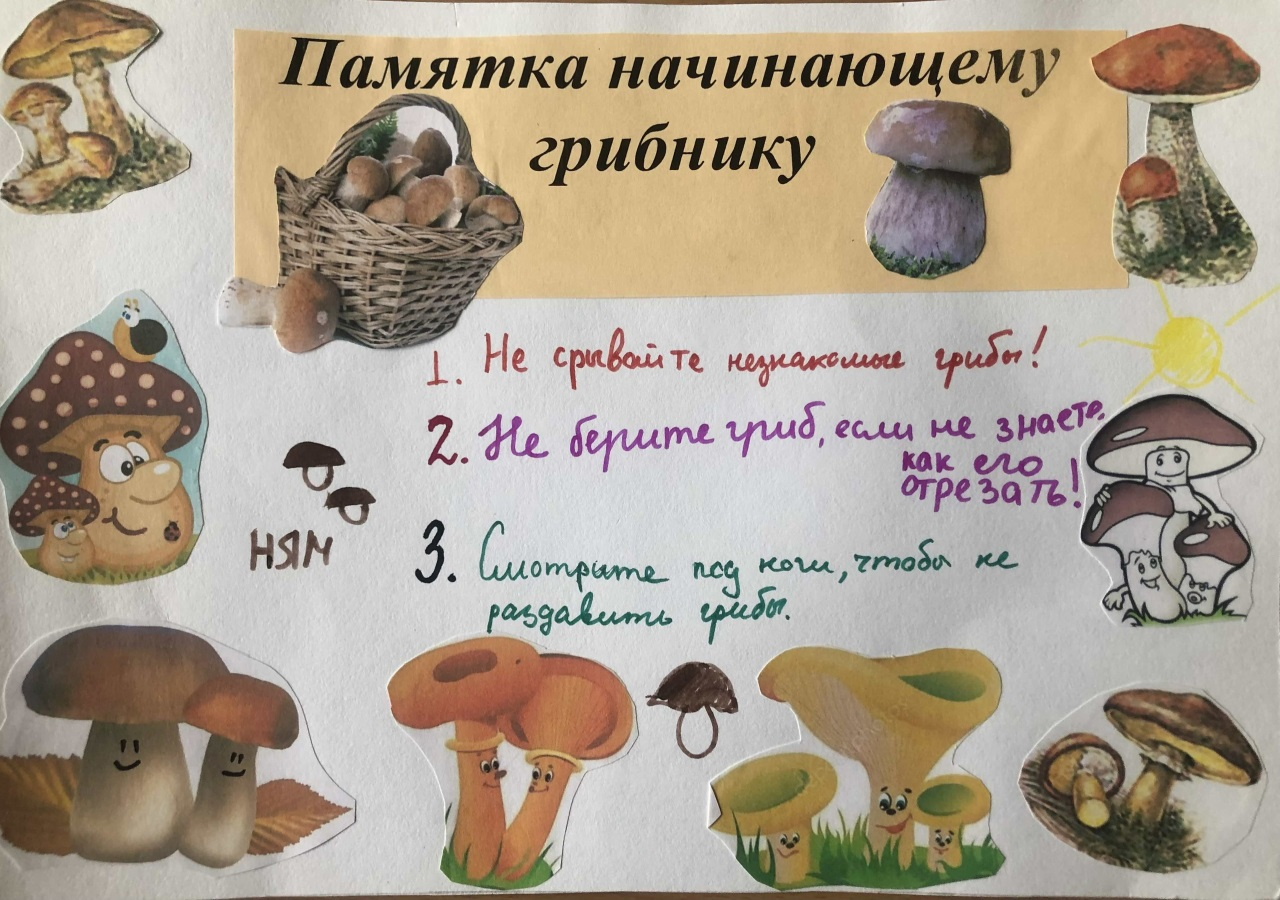 Памятка начинающему
грибнику
1. Не срывайте незнакомые грибы!
2. Не берите гриб, если не знаете,
как его
отрезать!
НЯМ
3. Смотрите под ноги, чтобы не
раздавить грибы.